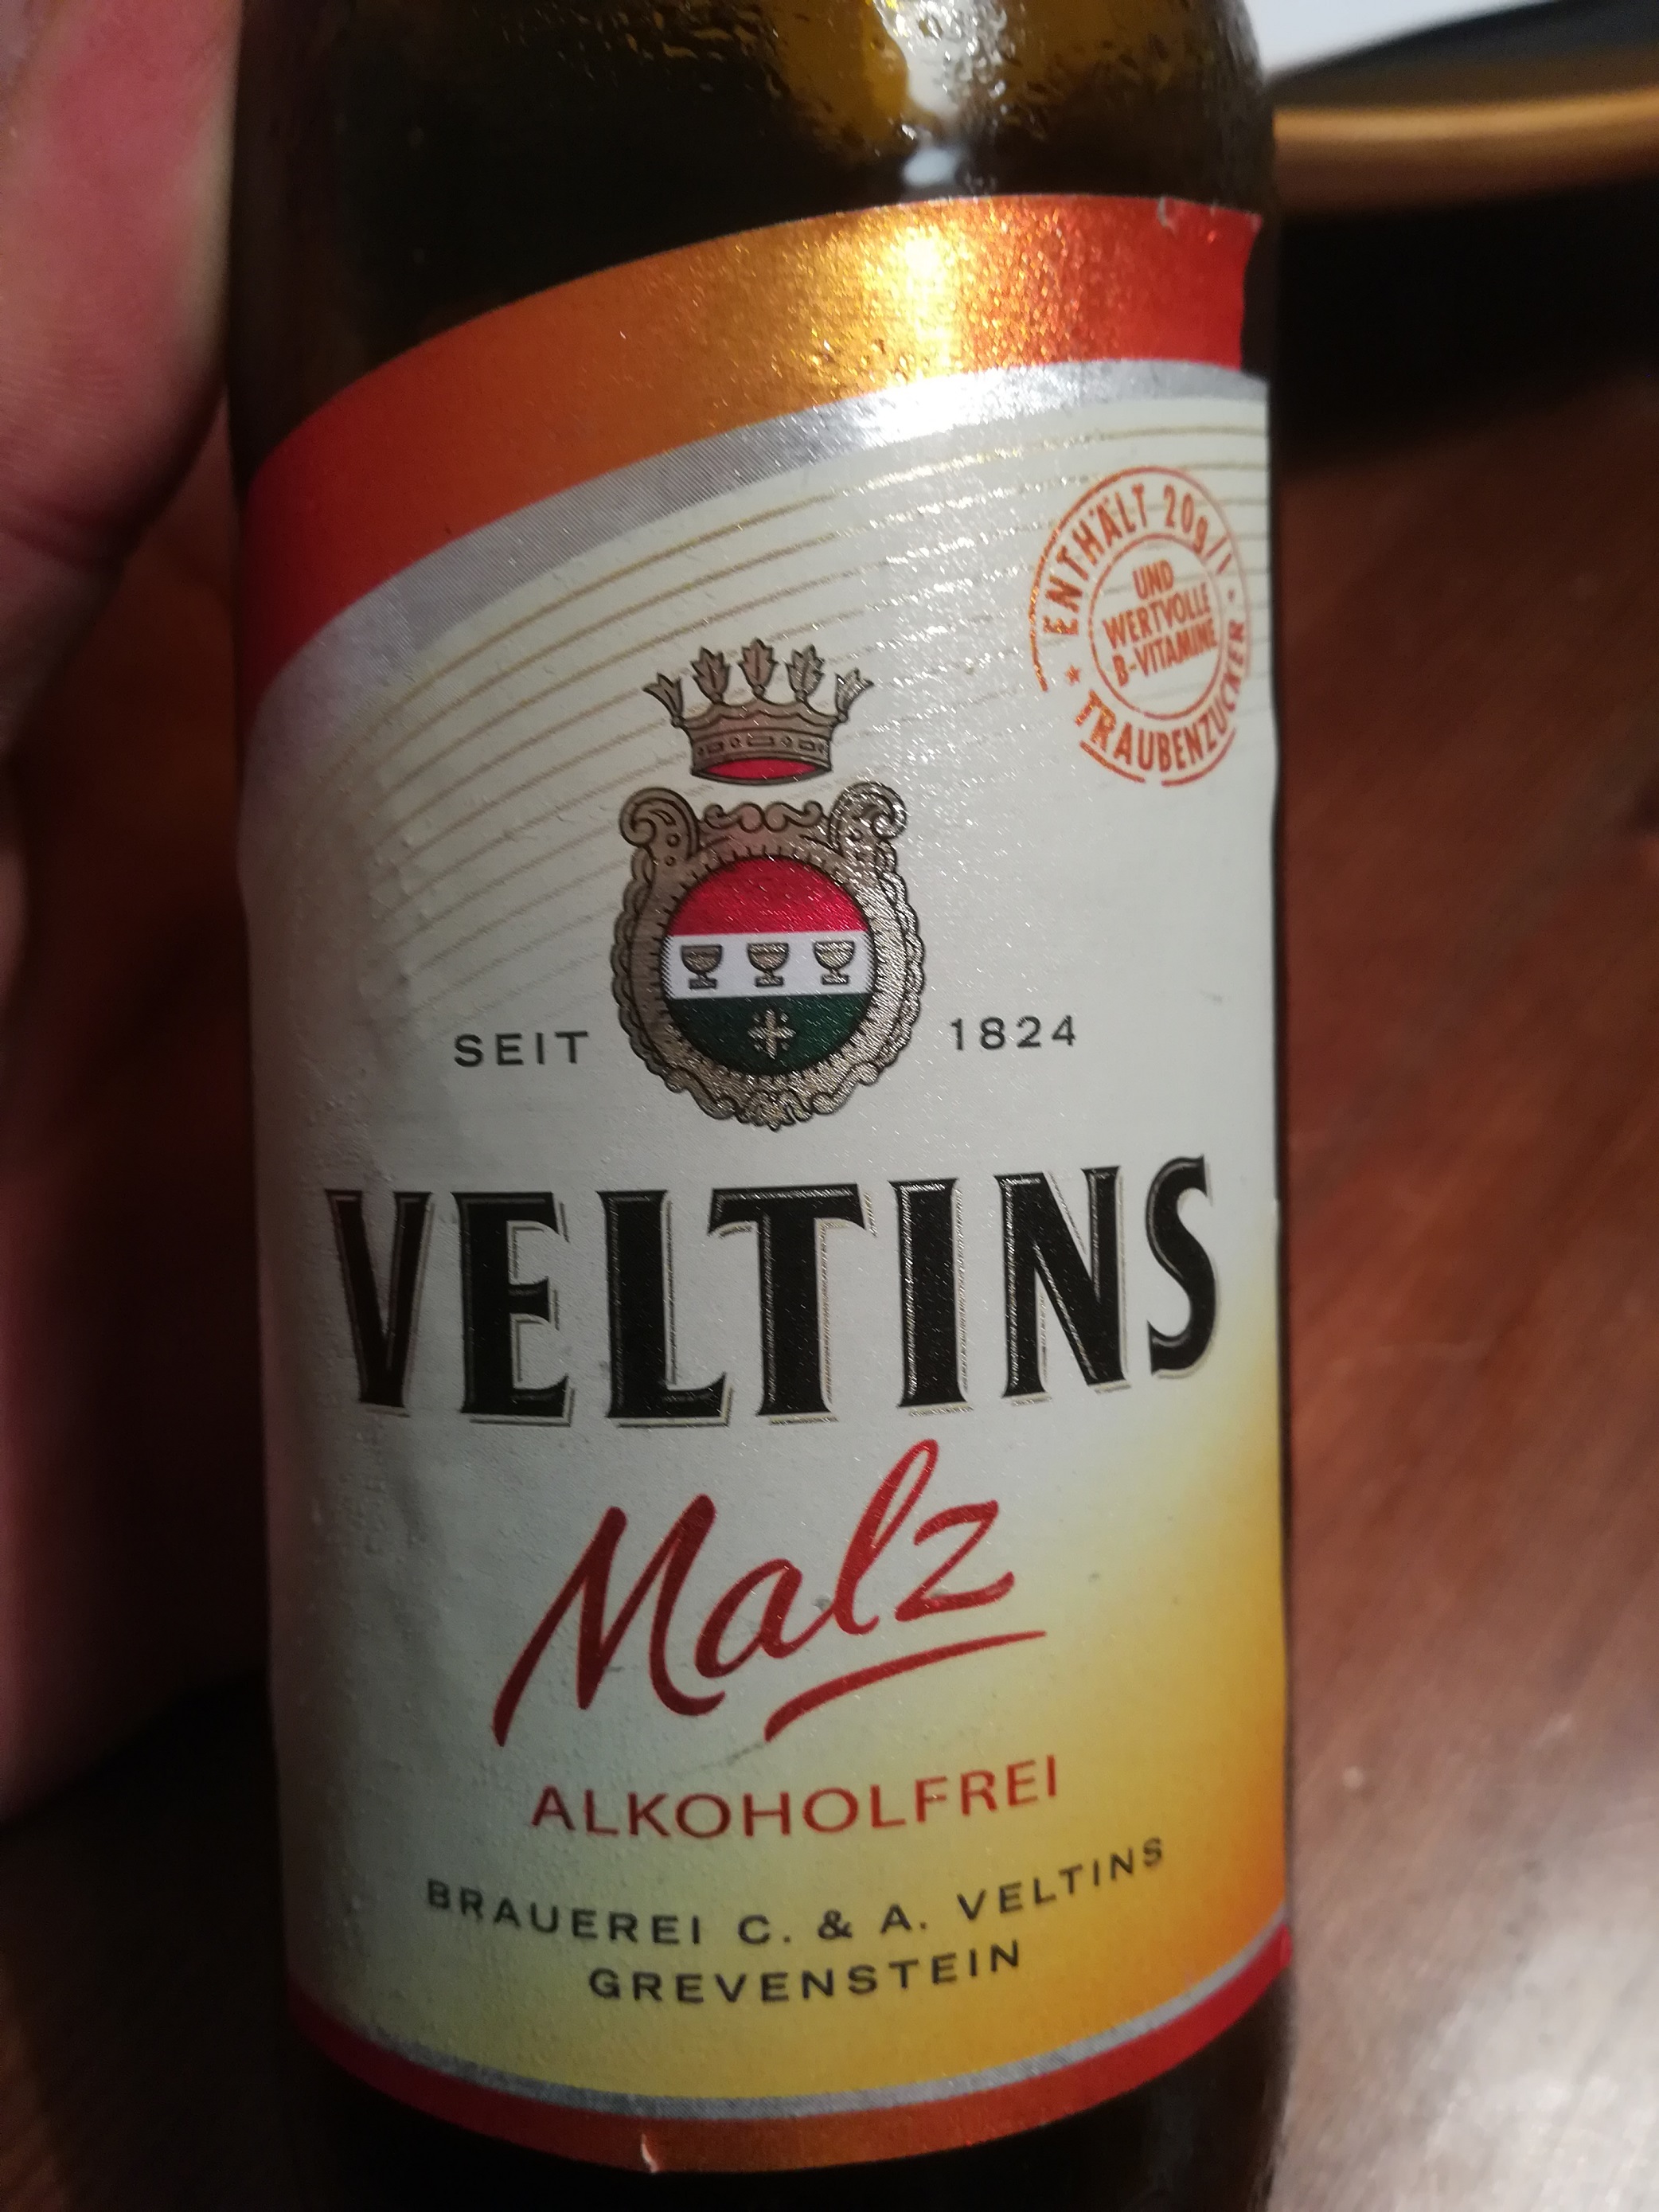 ENTHÄLT 20g/l
UND
WERTVOLLE
B-VITAMINE
TRAUBENZUCKER
SEIT 1824
VELTINS
Malz
ALKOHOLFREI
BRAUEREI C. & A. VELTINS
GREVENSTEIN